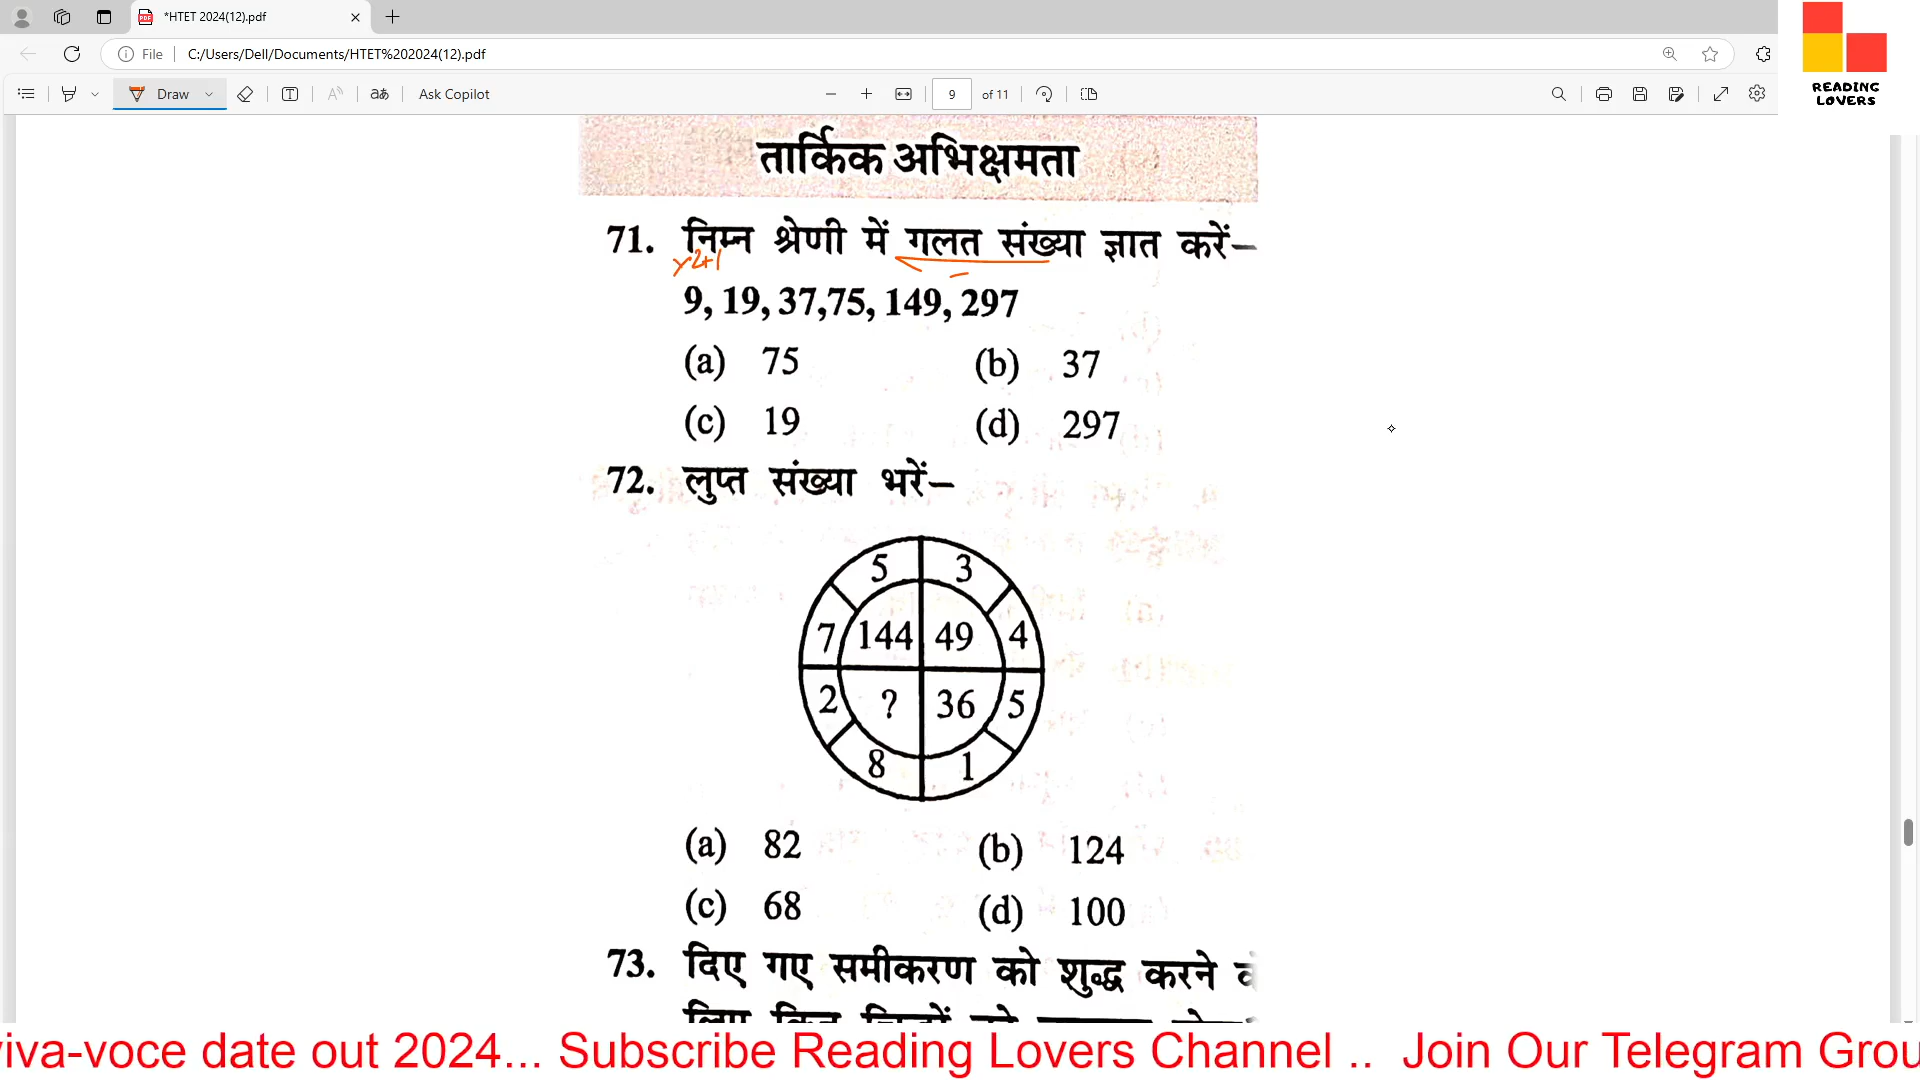 *HTET 2024(12).pdf
File C:/Users/Dell/Documents/HTET%202024(12).pdf
READING
LOVERS
Draw
Ask Copilot
9 of 11
तार्किक अभिक्षमता
71. निम्न श्रेणी में गलत संख्या ज्ञात करें–
×2+1
9, 19, 37,75, 149, 297
(a) 75 (b) 37
(c) 19 (d) 297
72. लुप्त संख्या भरें–
5 3
7 144 49 4
2 ? 36 5
8 1
(a) 82 (b) 124
(c) 68 (d) 100
73. दिए गए समीकरण को शुद्ध करने
viva-voce date out 2024... Subscribe Reading Lovers Channel .. Join Our Telegram Grou